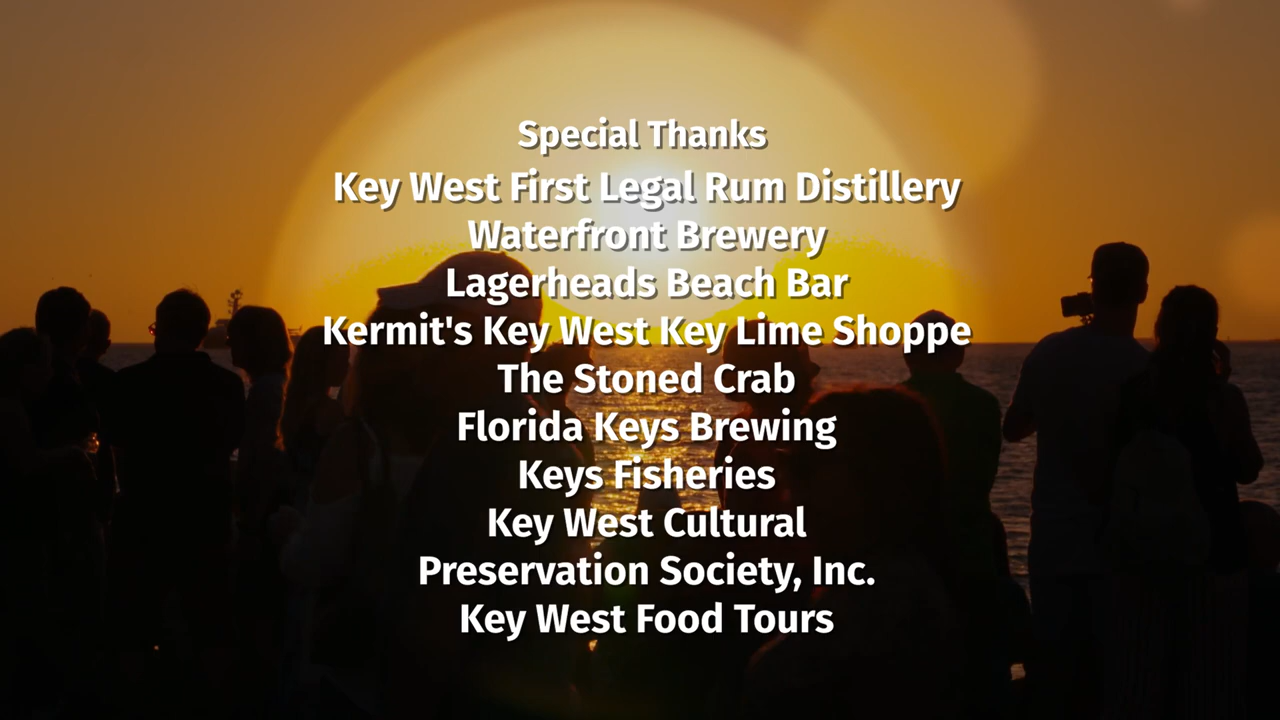 Special Thanks
Key West First Legal Rum Distillery
Waterfront Brewery
Lagerheads Beach Bar
Kermit's Key West Key Lime Shoppe
The Stoned Crab
Florida Keys Brewing
Keys Fisheries
Key West Cultural
Preservation Society, Inc.
Key West Food Tours